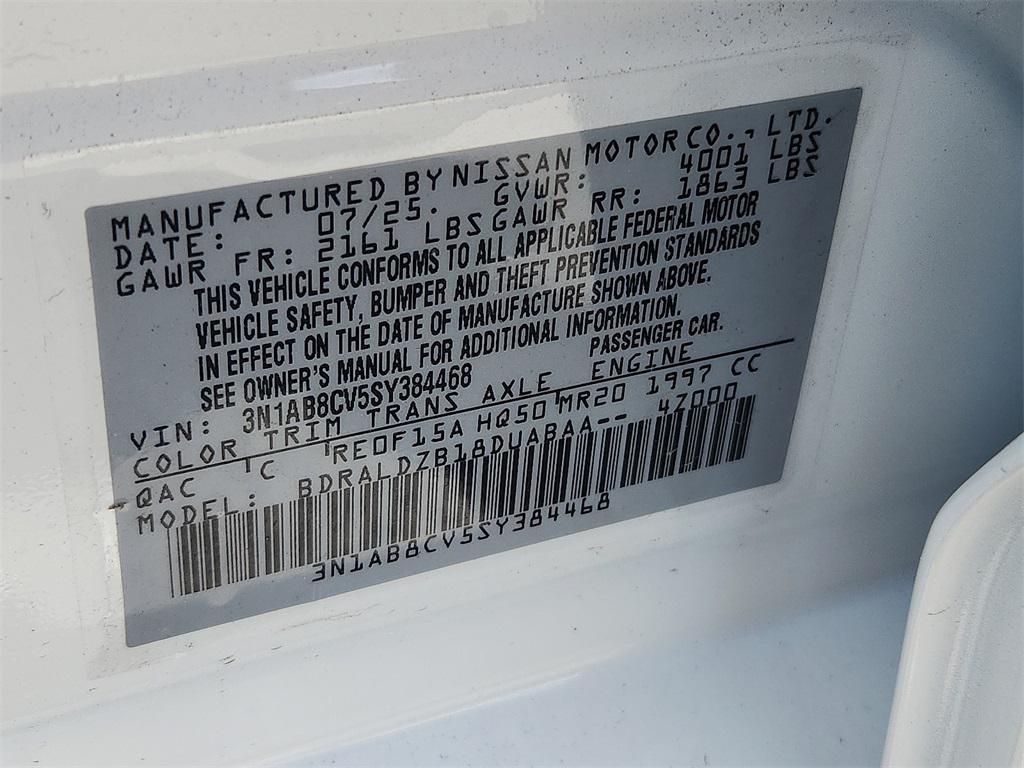 MANUFACTURED BY NISSAN MOTOR CO., LTD.
DATE: 07/25. GVWR: 4001 LBS
GAWR FR: 2161 LBS GAWR RR: 1863 LBS
THIS VEHICLE CONFORMS TO ALL APPLICABLE FEDERAL MOTOR
VEHICLE SAFETY, BUMPER AND THEFT PREVENTION STANDARDS
IN EFFECT ON THE DATE OF MANUFACTURE SHOWN ABOVE.
SEE OWNER'S MANUAL FOR ADDITIONAL INFORMATION.
VIN: 3N1AB8CV5SY384468 PASSENGER CAR.
COLOR TRIM TRANS AXLE ENGINE
QAC C RE0F15A HQ50 MR20 1997 CC
MODEL: BDRALDZB18DUABAA-- 47000
3N1AB8CV5SY384468